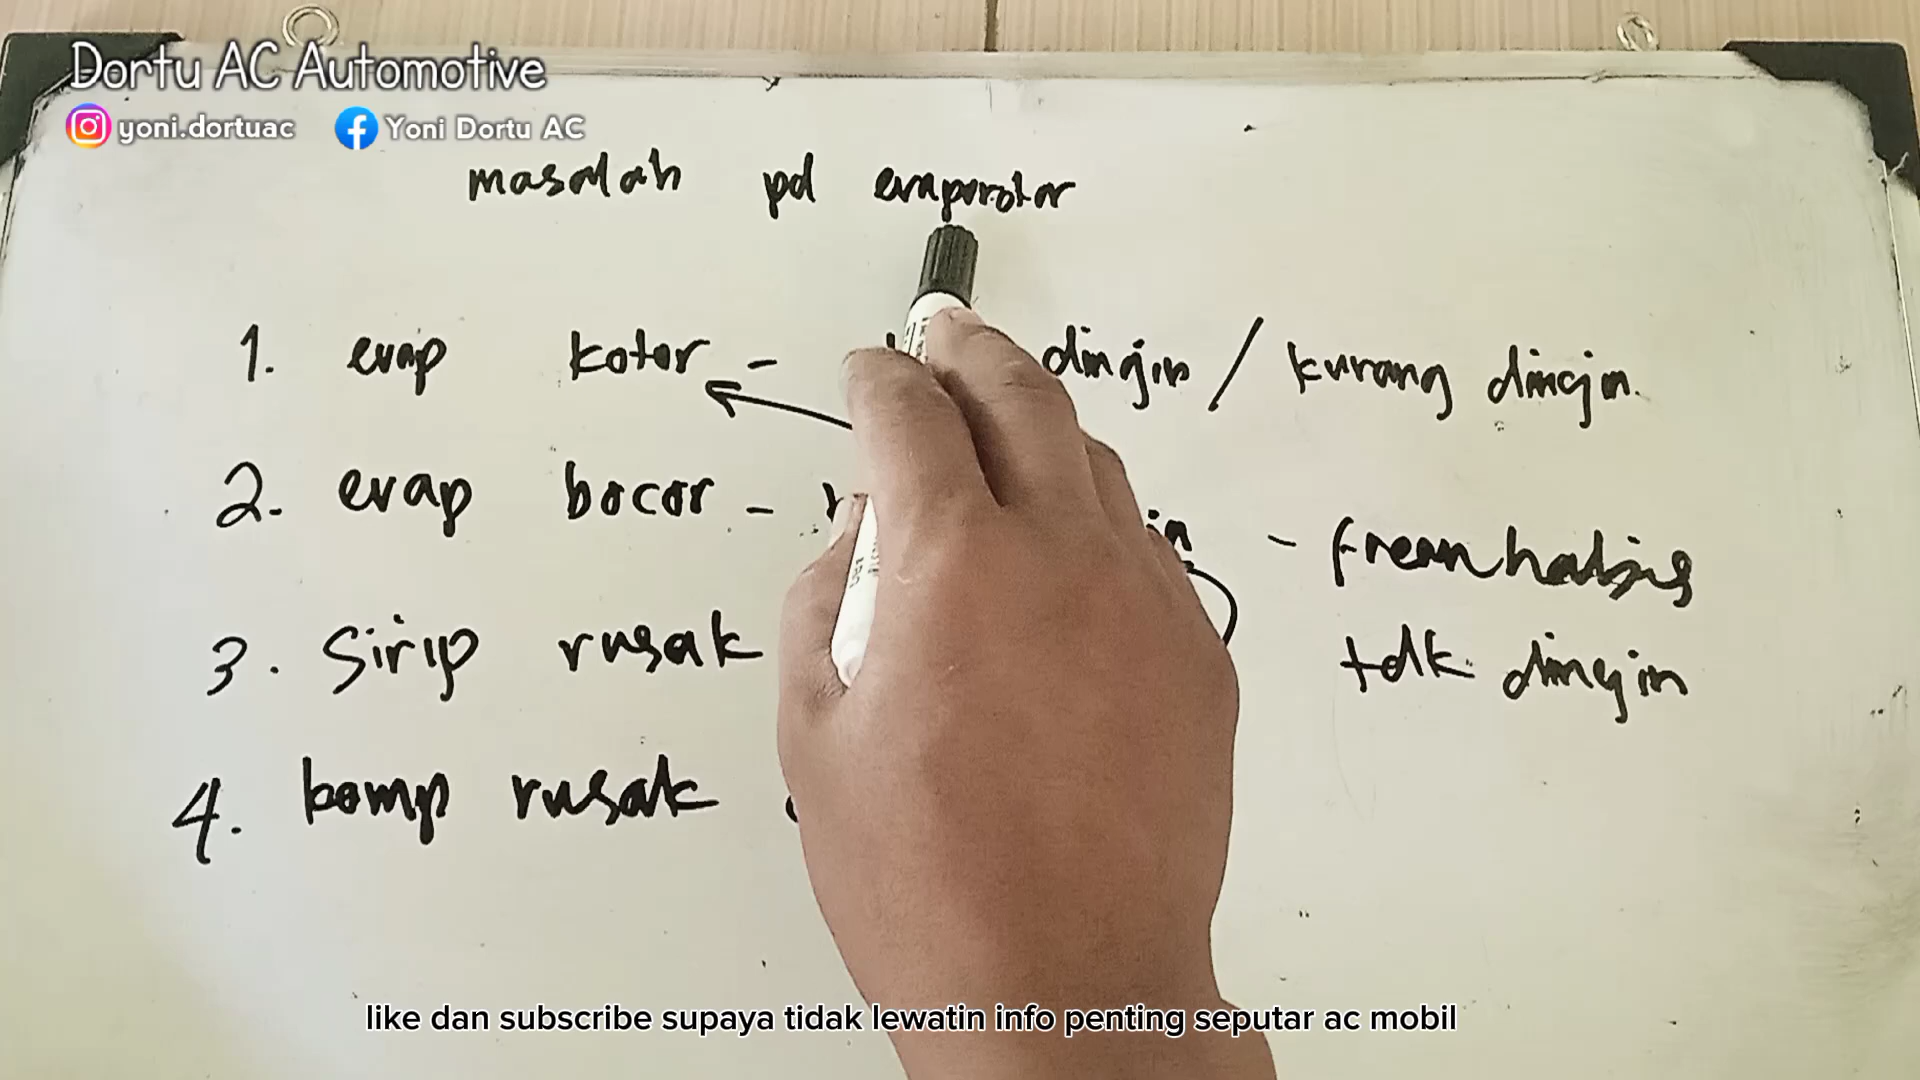 Dortu AC Automotive
yoni.dortuac Yoni Dortu AC
masalah pd evaporator
1. evap kotor - dingin / kurang dingin.
2. evap bocor - - freon habis
tdk dingin
3. sirip rusak
4. komp rusak
like dan subscribe supaya tidak lewatin info penting seputar ac mobil